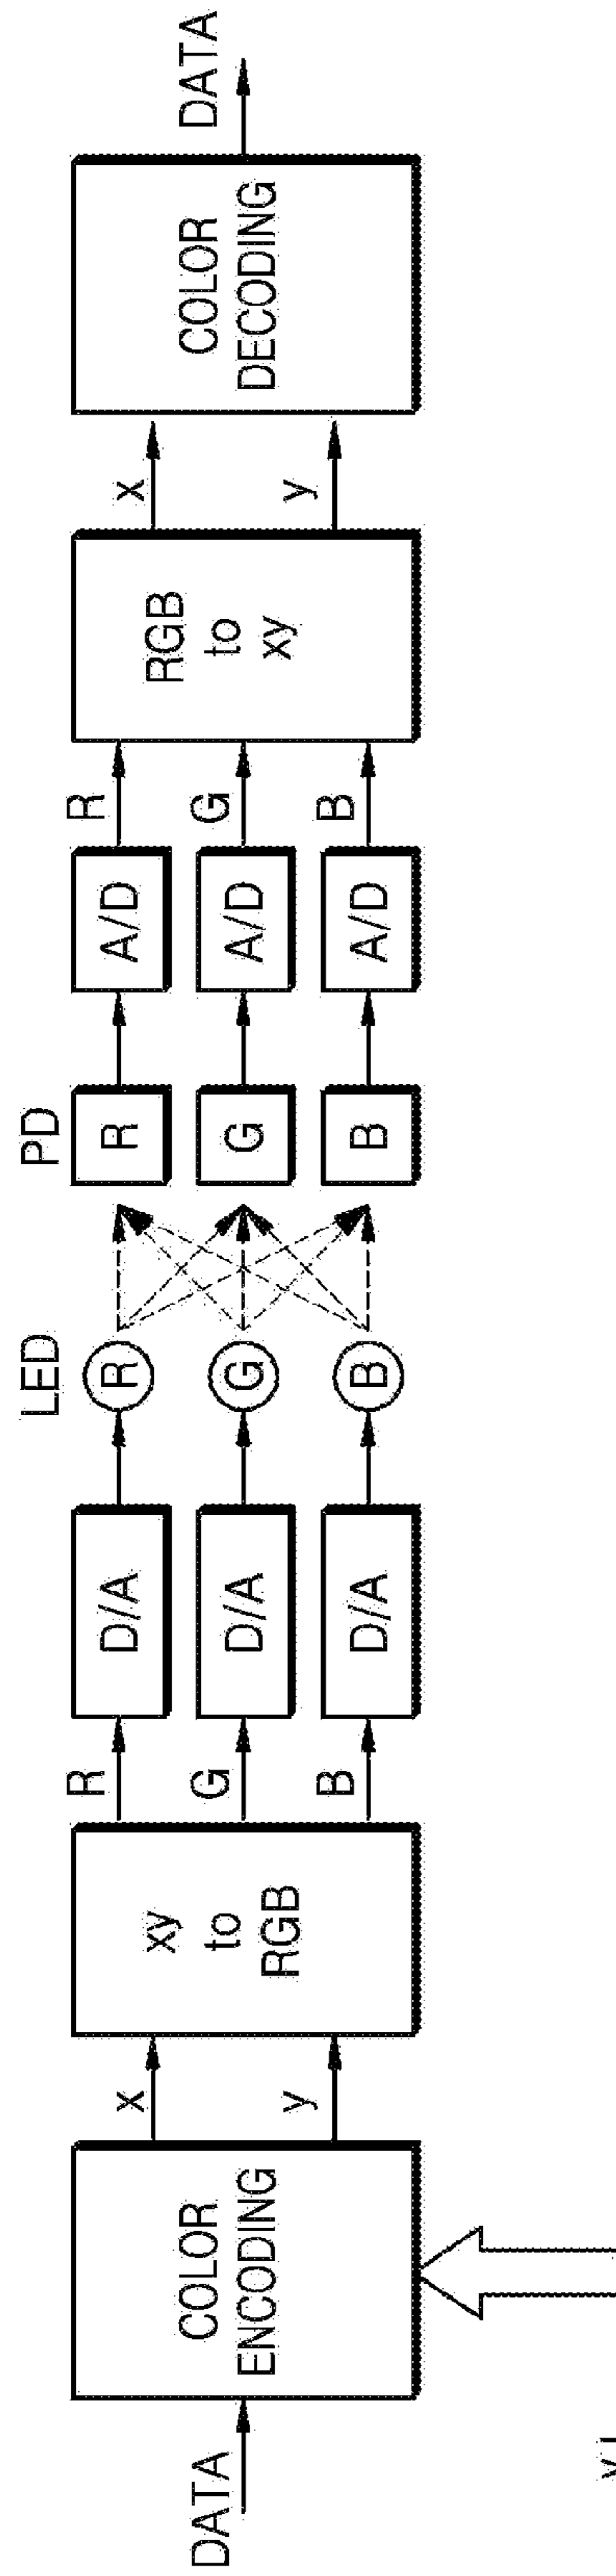 DATA
COLOR
ENCODING
x
y
xy
to
RGB
R
G
B
D/A
D/A
D/A
LED
R
G
B
PD
R
G
B
A/D
A/D
A/D
R
G
B
RGB
to
xy
x
y
COLOR
DECODING
DATA